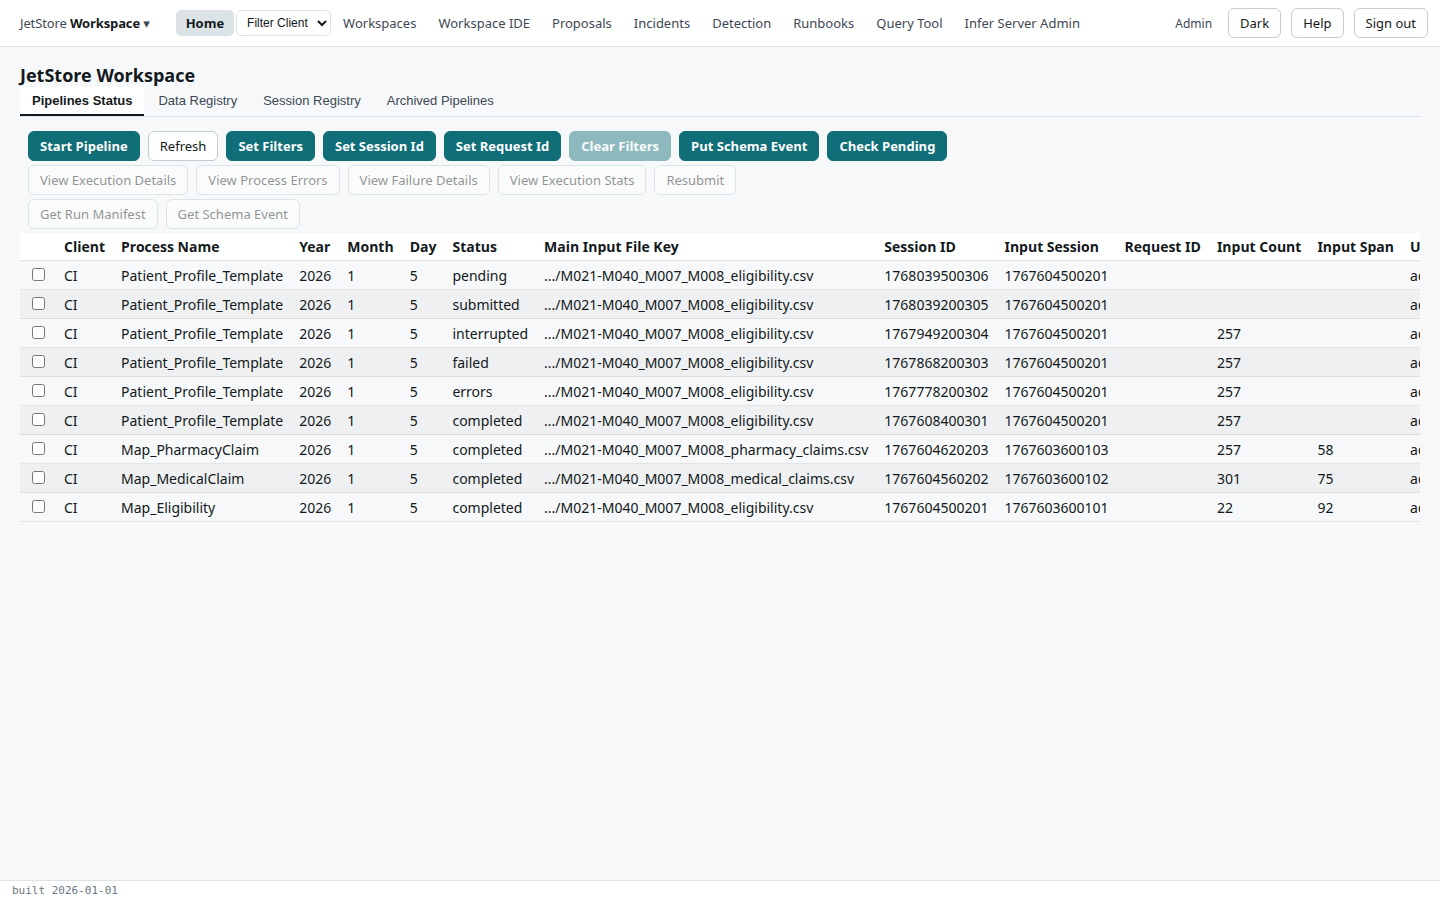 JetStore Workspace ▾ Home Filter Client Workspaces Workspace IDE Proposals Incidents Detection Runbooks Query Tool Infer Server Admin Admin Dark Help Sign out
JetStore Workspace
Pipelines Status Data Registry Session Registry Archived Pipelines
Start Pipeline Refresh Set Filters Set Session Id Set Request Id Clear Filters Put Schema Event Check Pending
View Execution Details View Process Errors View Failure Details View Execution Stats Resubmit
Get Run Manifest Get Schema Event
Client Process Name Year Month Day Status Main Input File Key Session ID Input Session Request ID Input Count Input Span U
CI Patient_Profile_Template 2026 1 5 pending .../M021-M040_M007_M008_eligibility.csv 1768039500306 1767604500201 a
CI Patient_Profile_Template 2026 1 5 submitted .../M021-M040_M007_M008_eligibility.csv 1768039200305 1767604500201 a
CI Patient_Profile_Template 2026 1 5 interrupted .../M021-M040_M007_M008_eligibility.csv 1767949200304 1767604500201 257 a
CI Patient_Profile_Template 2026 1 5 failed .../M021-M040_M007_M008_eligibility.csv 1767868200303 1767604500201 257 a
CI Patient_Profile_Template 2026 1 5 errors .../M021-M040_M007_M008_eligibility.csv 1767778200302 1767604500201 257 a
CI Patient_Profile_Template 2026 1 5 completed .../M021-M040_M007_M008_eligibility.csv 1767608400301 1767604500201 257 a
CI Map_PharmacyClaim 2026 1 5 completed .../M021-M040_M007_M008_pharmacy_claims.csv 1767604620203 1767603600103 257 58 a
CI Map_MedicalClaim 2026 1 5 completed .../M021-M040_M007_M008_medical_claims.csv 1767604560202 1767603600102 301 75 a
CI Map_Eligibility 2026 1 5 completed .../M021-M040_M007_M008_eligibility.csv 1767604500201 1767603600101 22 92 a
built 2026-01-01